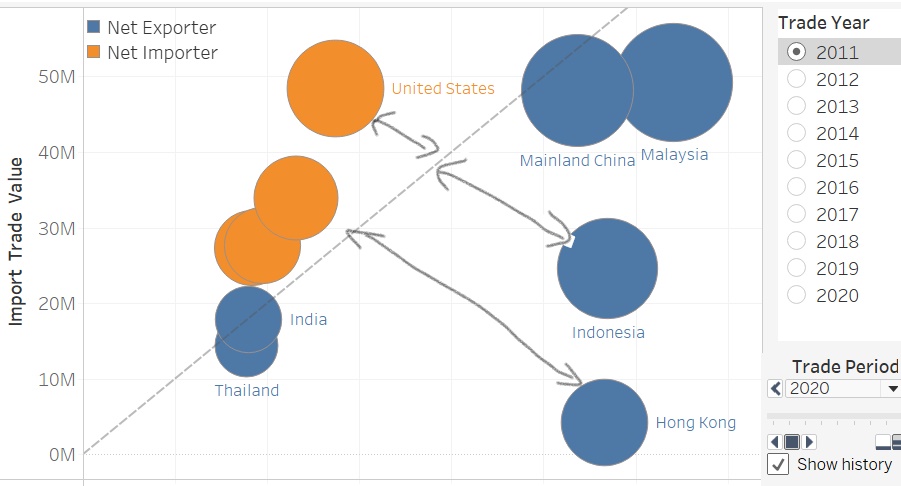 Net Exporter
Net Importer
50M
40M
30M
20M
10M
0M
Import Trade Value
United States
Mainland China
Malaysia
Indonesia
India
Thailand
Hong Kong
Trade Year
2011
2012
2013
2014
2015
2016
2017
2018
2019
2020
Trade Period
2020
Show history